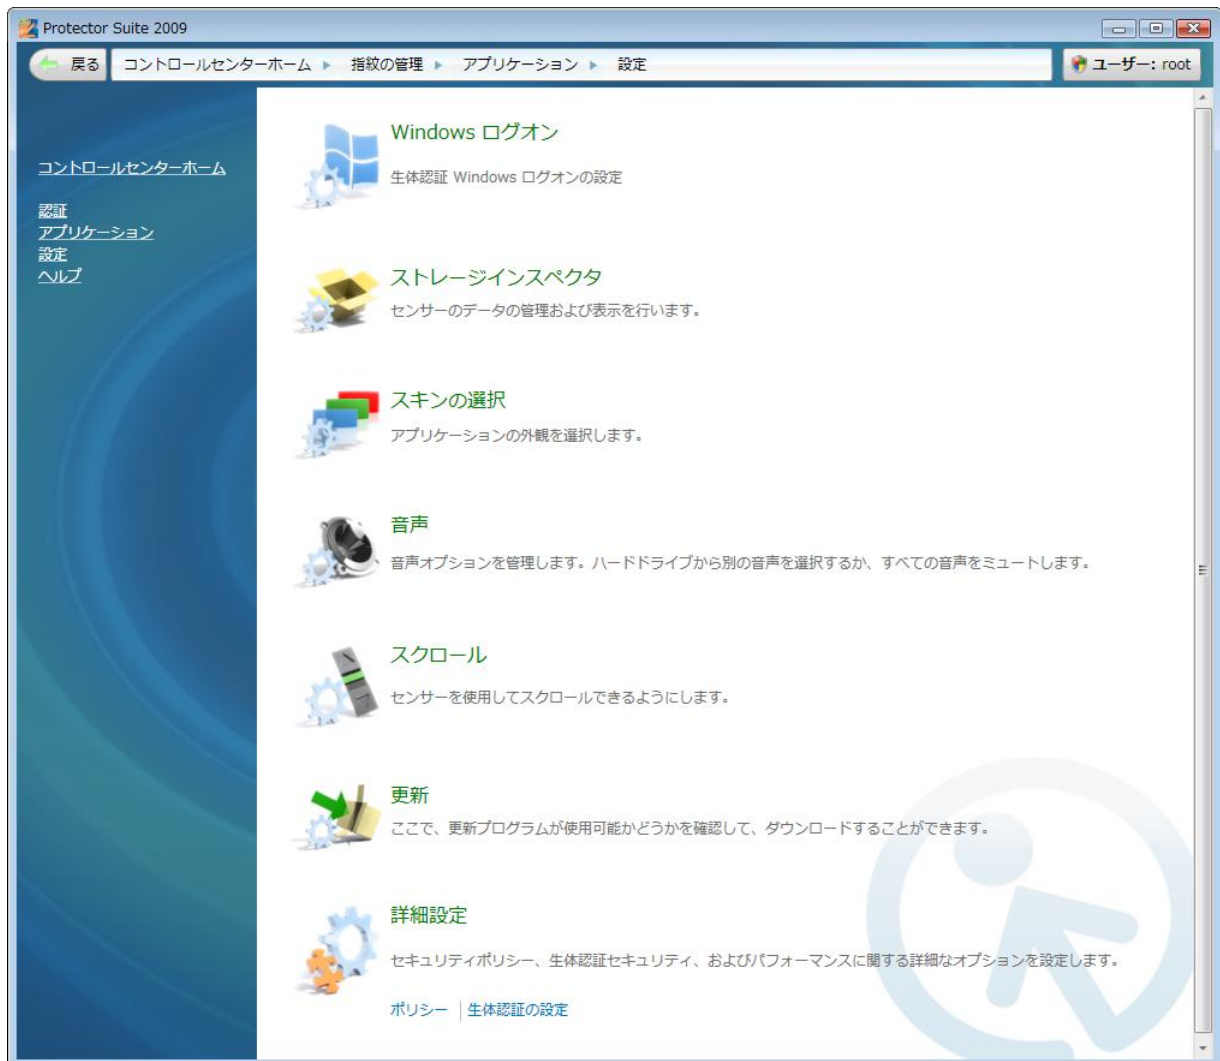 Protector Suite 2009
戻る コントロールセンターホーム 指紋の管理 アプリケーション 設定 ユーザー: root
コントロールセンターホーム
認証
アプリケーション
設定
ヘルプ
Windows ログオン
生体認証 Windows ログオンの設定
ストレージインスペクタ
センサーのデータの管理および表示を行います。
スキンの選択
アプリケーションの外観を選択します。
音声
音声オプションを管理します。ハードドライブから別の音声を選択するか、すべての音声をミュートします。
スクロール
センサーを使用してスクロールできるようにします。
更新
ここで、更新プログラムが使用可能かどうかを確認して、ダウンロードすることができます。
詳細設定
セキュリティポリシー、生体認証セキュリティ、およびパフォーマンスに関する詳細なオプションを設定します。
ポリシー | 生体認証の設定